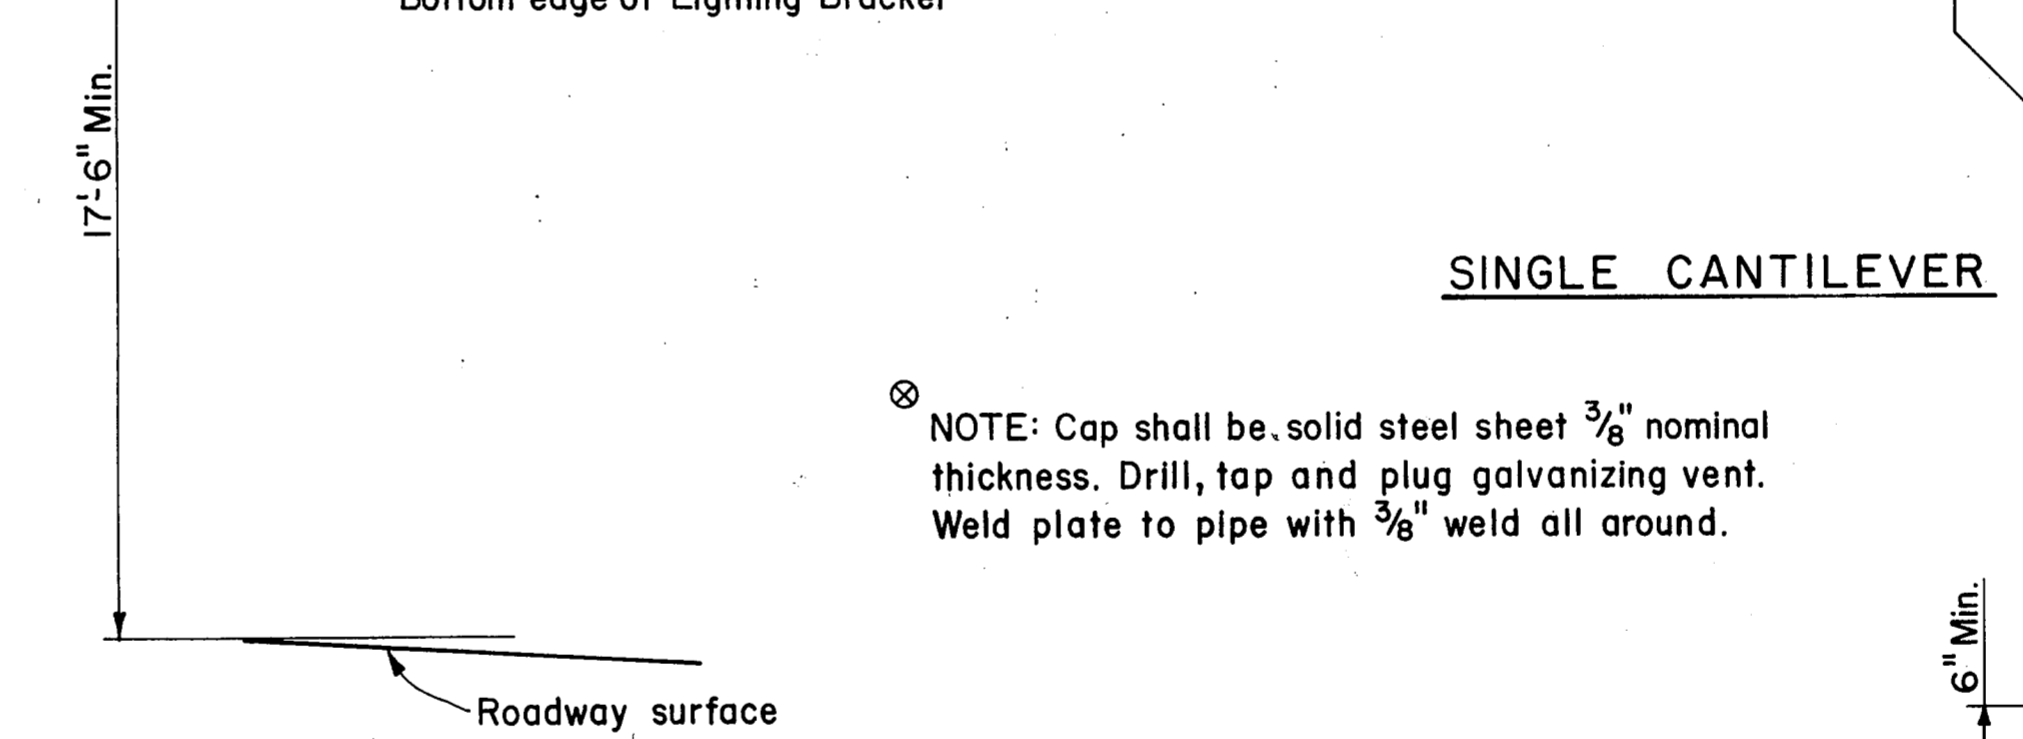 Bottom edge of Lighting Bracket
17'-6" Min.
SINGLE CANTILEVER
NOTE: Cap shall be solid steel sheet 3/8" nominal
thickness. Drill, tap and plug galvanizing vent.
Weld plate to pipe with 3/8" weld all around.
6" Min.
Roadway surface